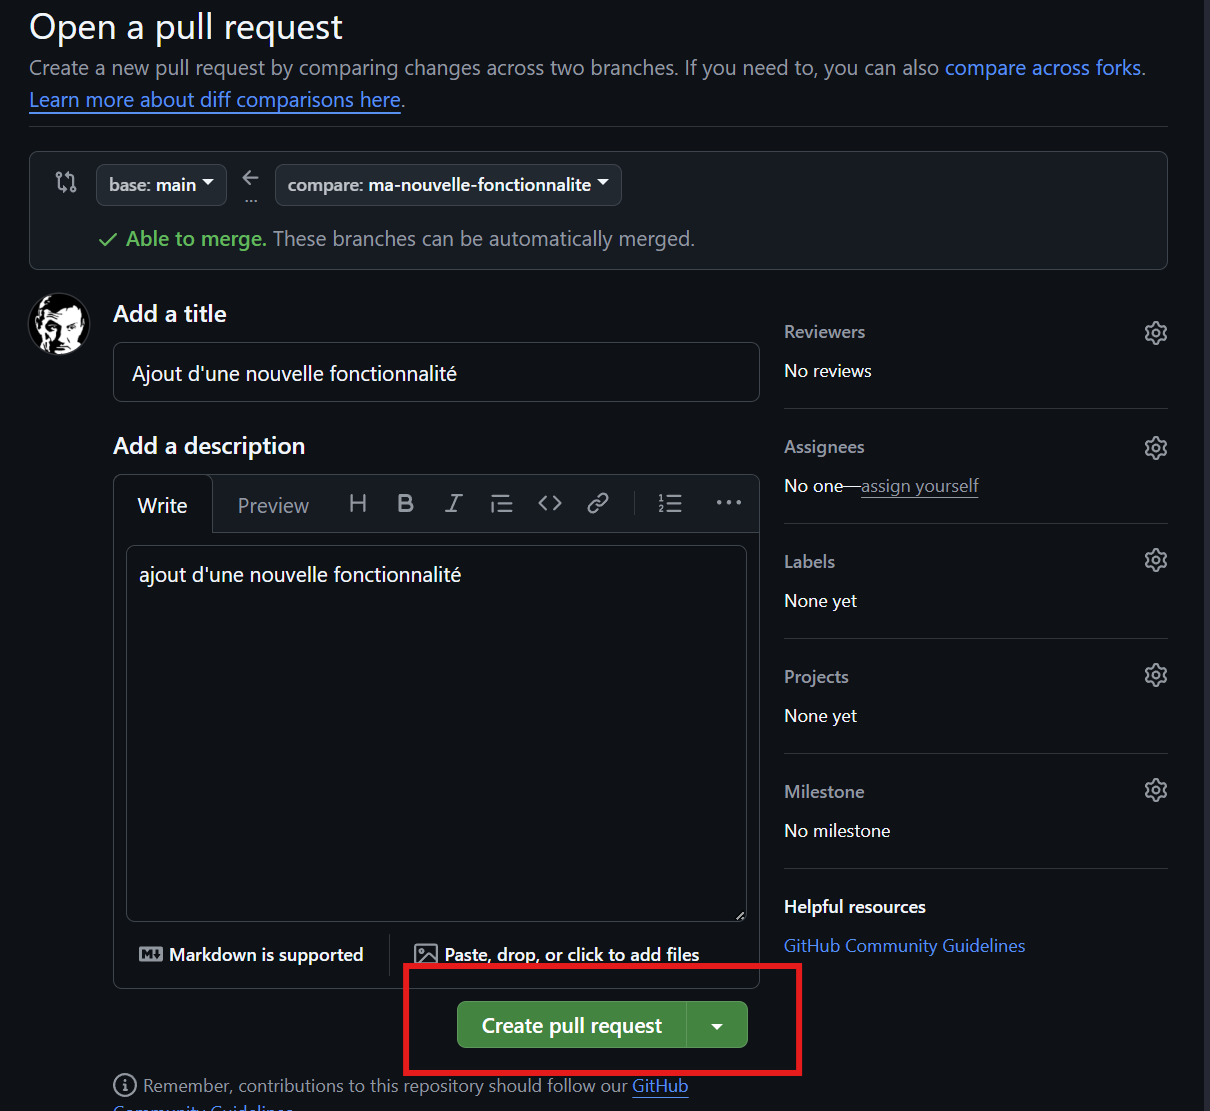 Open a pull request
Create a new pull request by comparing changes across two branches. If you need to, you can also compare across forks.
Learn more about diff comparisons here.
base: main
...
compare: ma-nouvelle-fonctionnalite
Able to merge. These branches can be automatically merged.
Add a title
Ajout d'une nouvelle fonctionnalité
Add a description
Write
Preview
ajout d'une nouvelle fonctionnalité
Markdown is supported
Paste, drop, or click to add files
Create pull request
Remember, contributions to this repository should follow our GitHub
Community Guidelines
Reviewers
No reviews
Assignees
No one—assign yourself
Labels
None yet
Projects
None yet
Milestone
No milestone
Helpful resources
GitHub Community Guidelines